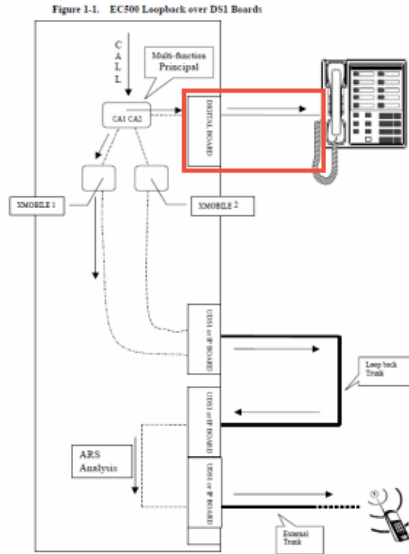 Figure 1-1. EC500 Loopback over DS1 Boards
CALL
Multi-function
Principal
CA1 CA2
DIGITAL BOARD
XMOBILE 1
XMOBILE 2
UDS1 or IP BOARD
Loop back
Trunk
UDS1 or IP BOARD
ARS
Analysis
UDS1 or IP BOARD
External
Trunk